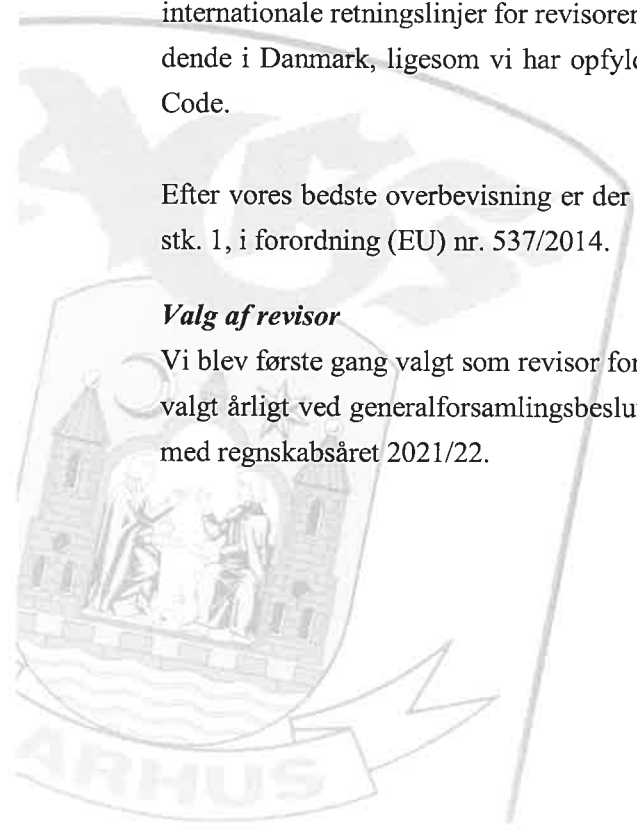 internationale retningslinjer for revisorer
dende i Danmark, ligesom vi har opfyld
Code.
Efter vores bedste overbevisning er der
stk. 1, i forordning (EU) nr. 537/2014.
Valg af revisor
Vi blev første gang valgt som revisor for
valgt årligt ved generalforsamlingsbeslu
med regnskabsåret 2021/22.
AGF
ARHUS